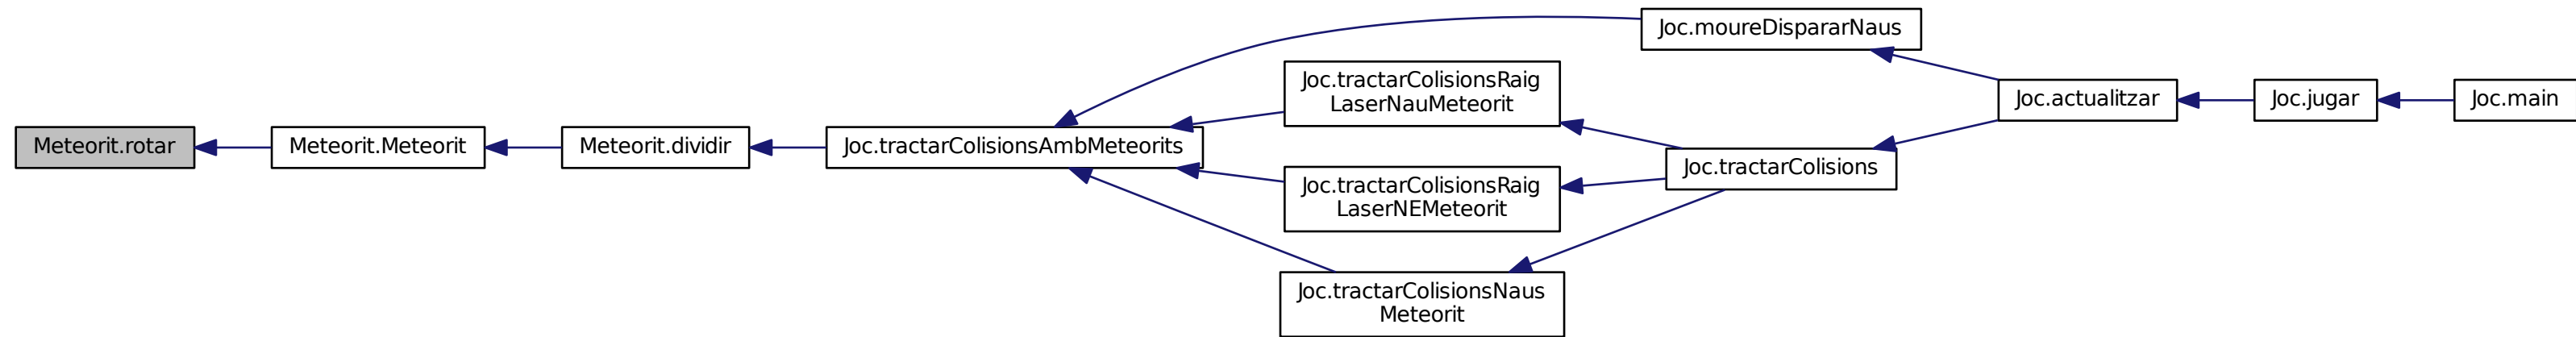 Meteorit.rotar
Meteorit.Meteorit
Meteorit.dividir
Joc.tractarColisionsAmbMeteorits
Joc.moureDispararNaus
Joc.tractarColisionsRaig
LaserNauMeteorit
Joc.tractarColisionsRaig
LaserNEMeteorit
Joc.tractarColisionsNaus
Meteorit
Joc.tractarColisions
Joc.actualitzar
Joc.jugar
Joc.main